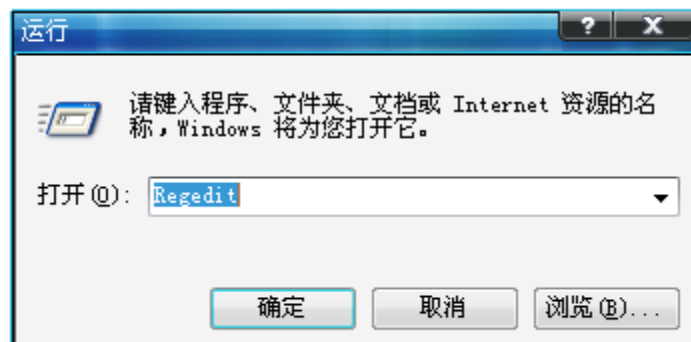 运行
请键入程序、文件夹、文档或 Internet 资源的名
称，Windows 将为您打开它。
打开(O): Regedit
确定 取消 浏览(B)...